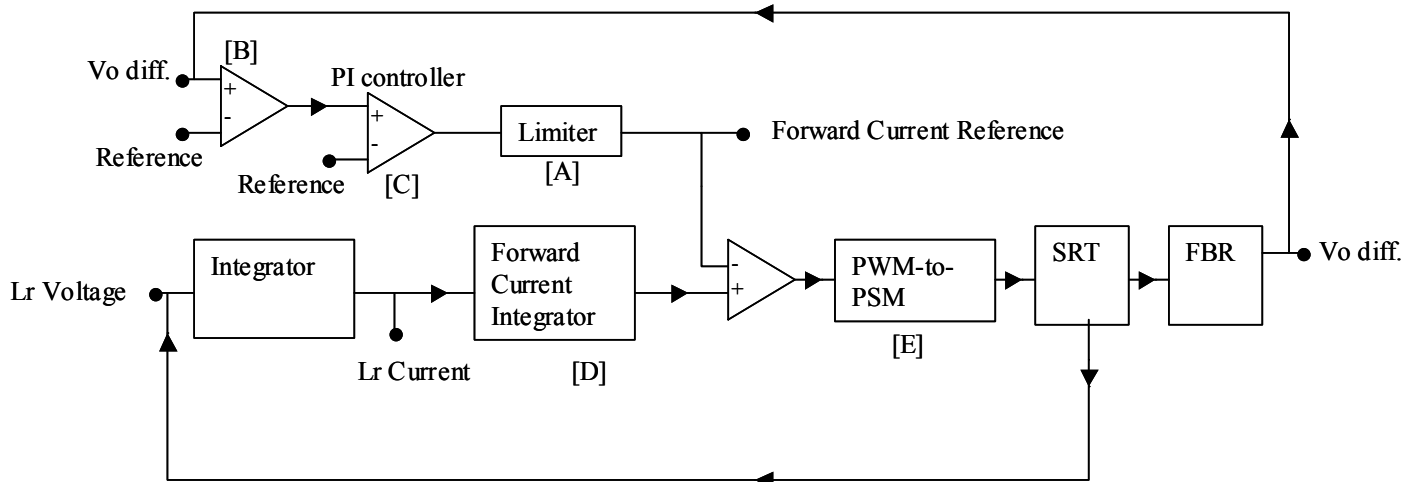 [B]
Vo diff.
+
-
Reference
PI controller
+
-
Reference
[C]
Limiter
[A]
Forward Current Reference
Lr Voltage
Integrator
Lr Current
Forward
Current
Integrator
[D]
-
+
PWM-to-
PSM
[E]
SRT
FBR
Vo diff.